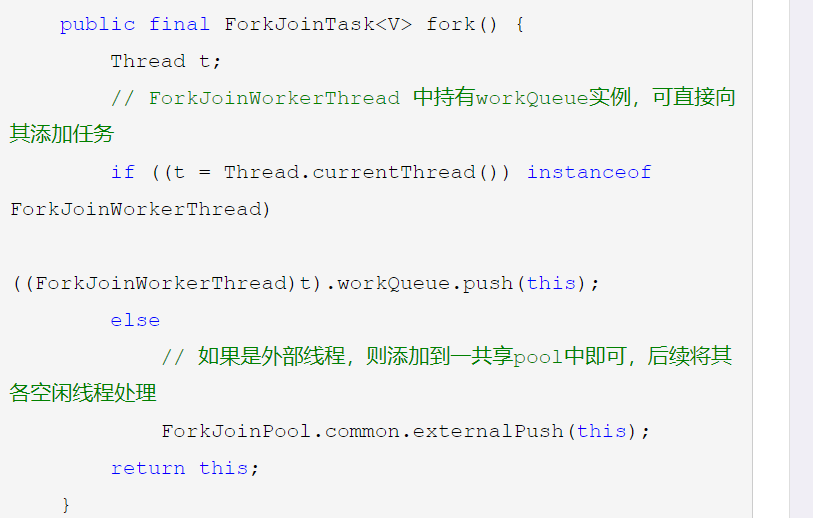 public final ForkJoinTask<V> fork() {
Thread t;
// ForkJoinWorkerThread 中持有workQueue实例，可直接向
其添加任务
if ((t = Thread.currentThread()) instanceof
ForkJoinWorkerThread)
((ForkJoinWorkerThread)t).workQueue.push(this);
else
// 如果是外部线程，则添加到一共享pool中即可，后续将其
各空闲线程处理
ForkJoinPool.common.externalPush(this);
return this;
}